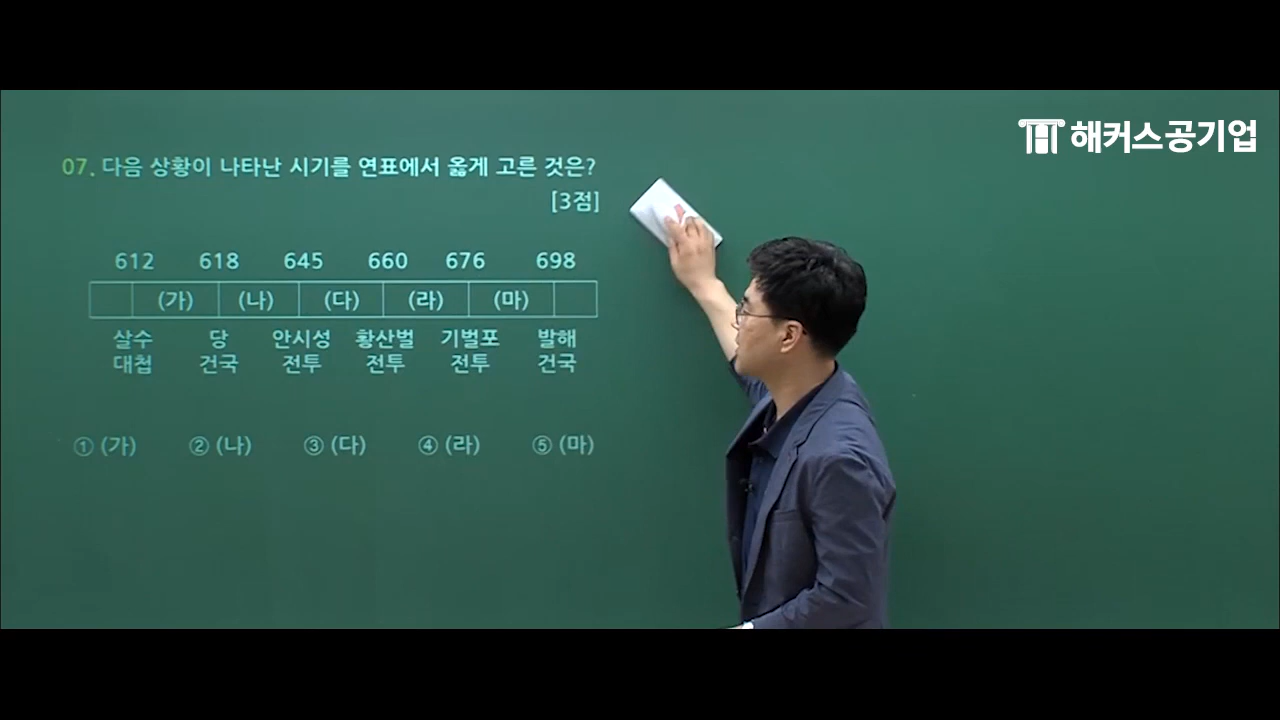 해커스공기업
07. 다음 상황이 나타난 시기를 연표에서 옳게 고른 것은?
[3점]
612 618 645 660 676 698
(가) (나) (다) (라) (마)
살수 당 안시성 황산벌 기벌포 발해
대첩 건국 전투 전투 전투 건국
① (가) ② (나) ③ (다) ④ (라) ⑤ (마)